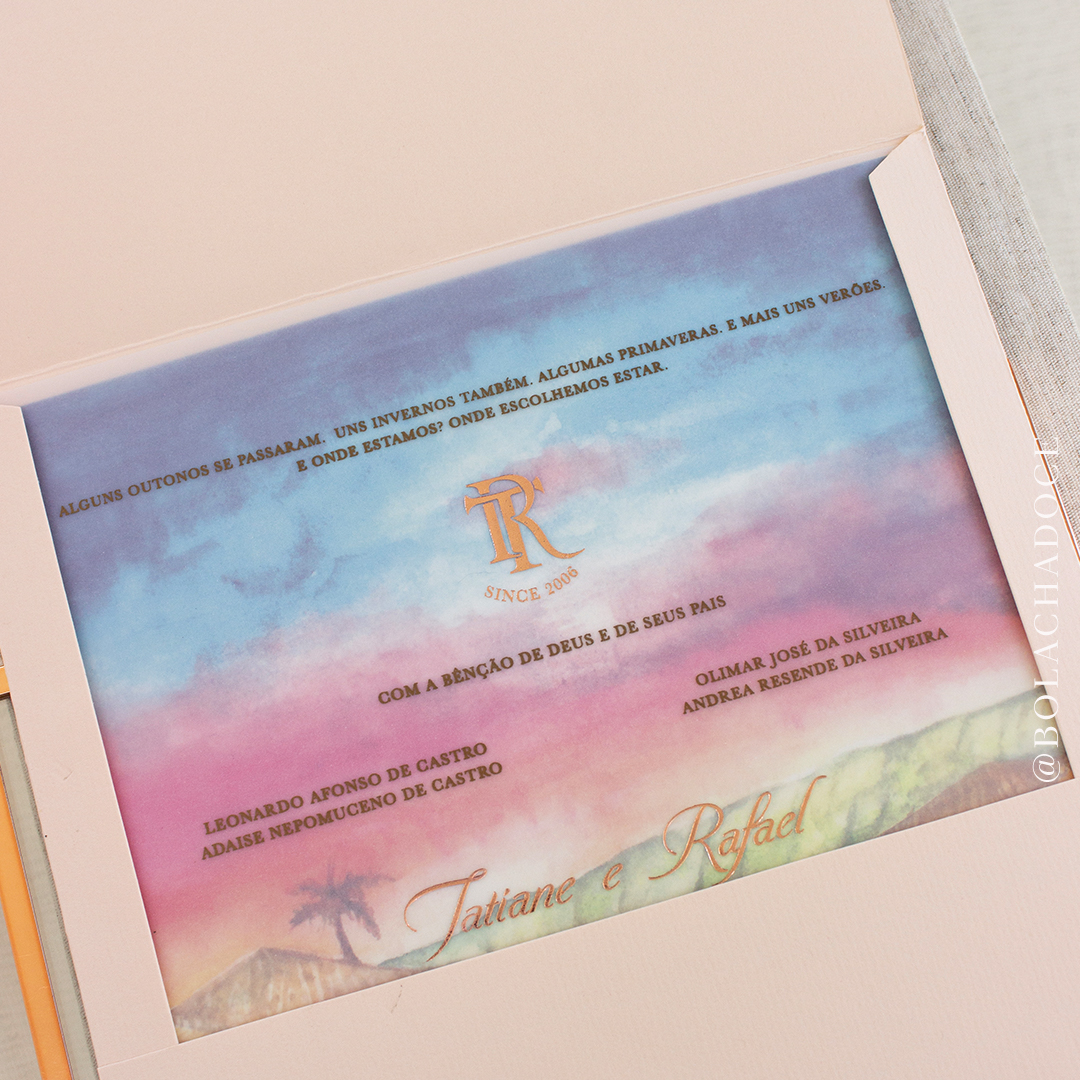 ALGUNS OUTONOS SE PASSARAM. UNS INVERNOS TAMBÉM. ALGUMAS PRIMAVERAS. E MAIS UNS VERÕES.
E ONDE ESTAMOS? ONDE ESCOLHEMOS ESTAR.
TR
SINCE 2006
COM A BÊNÇÃO DE DEUS E DE SEUS PAIS
LEONARDO AFONSO DE CASTRO
ADAISE NEPOMUCENO DE CASTRO
OLIMAR JOSÉ DA SILVEIRA
ANDREA RESENDE DA SILVEIRA
Tatiane e Rafael
@BOLACHADOCE